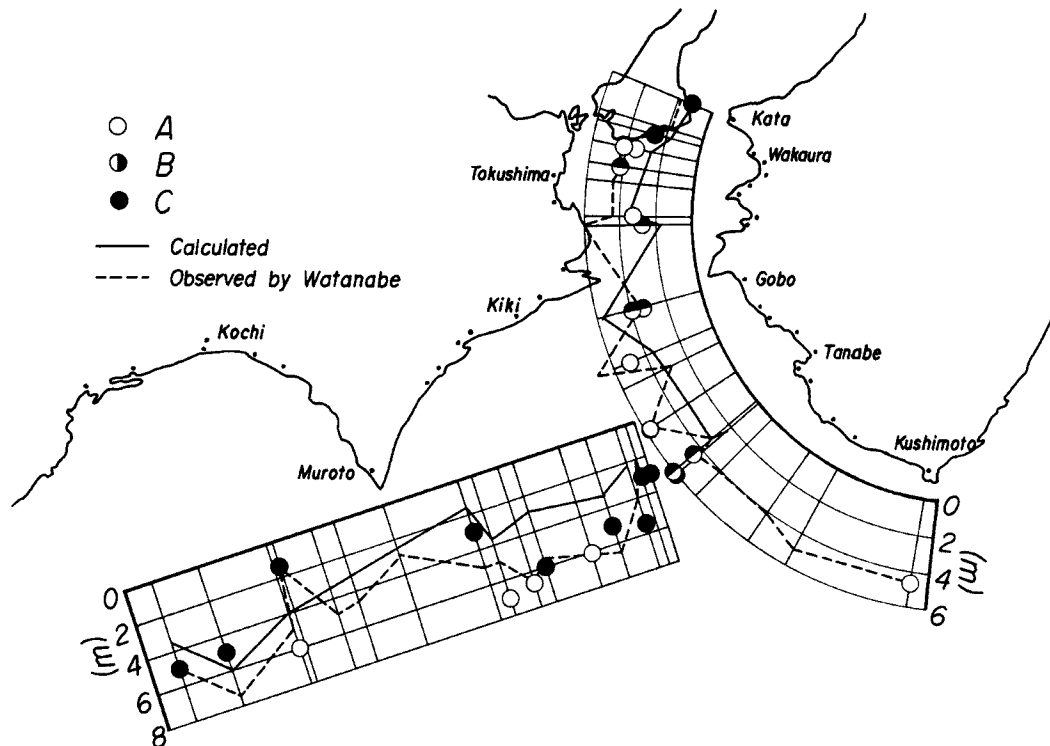 A
B
C
Calculated
Observed by Watanabe
Kata
Wakaura
Tokushima
Gobo
Kiki
Kochi
Tanabe
Muroto
Kushimoto
0
2
4
6
8
(m)
0
2
4
6
(m)